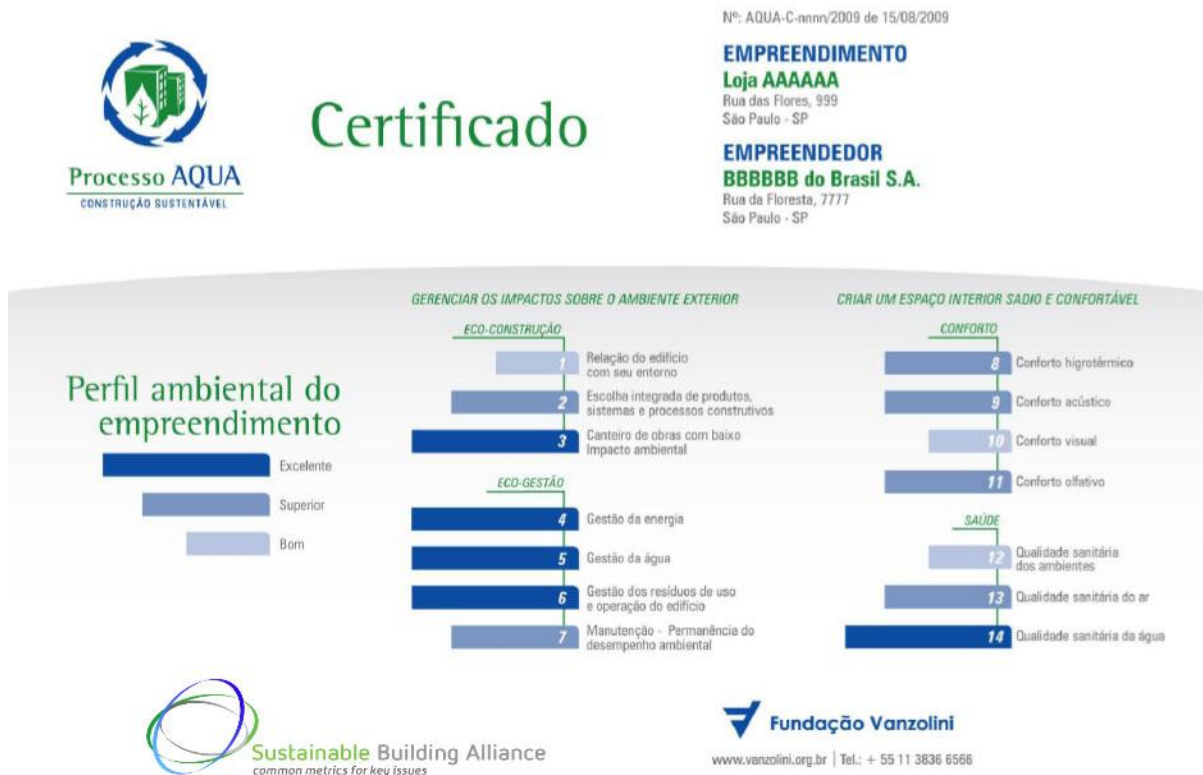 Processo AQUA
CONSTRUÇÃO SUSTENTÁVEL
Certificado
Nº: AQUA-C-nnnn/2009 de 15/08/2009
EMPREENDIMENTO
Loja AAAAAA
Rua das Flores, 999
São Paulo - SP
EMPREENDEDOR
BBBBBB do Brasil S.A.
Rua da Floresta, 7777
São Paulo - SP
Perfil ambiental do
empreendimento
Excelente
Superior
Bom
GERENCIAR OS IMPACTOS SOBRE O AMBIENTE EXTERIOR
ECO-CONSTRUÇÃO
1 Relação do edifício
com seu entorno
2 Escolha integrada de produtos,
sistemas e processos construtivos
3 Canteiro de obras com baixo
Impacto ambiental
ECO-GESTÃO
4 Gestão da energia
5 Gestão da água
6 Gestão dos resíduos de uso
e operação do edifício
7 Manutenção - Permanência do
desempenho ambiental
CRIAR UM ESPAÇO INTERIOR SADIO E CONFORTÁVEL
CONFORTO
8 Conforto higrotérmico
9 Conforto acústico
10 Conforto visual
11 Conforto olfativo
SAÚDE
12 Qualidade sanitária
dos ambientes
13 Qualidade sanitária do ar
14 Qualidade sanitária da água
Sustainable Building Alliance
common metrics for key issues
Fundação Vanzolini
www.vanzolini.org.br | Tel.: + 55 11 3836 6566